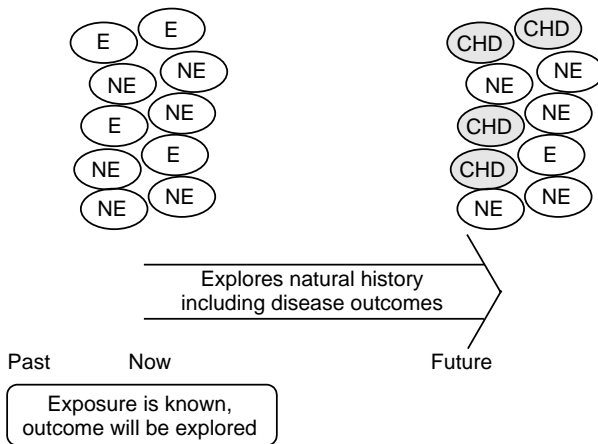 E E
NE NE
E NE
NE E
NE NE
CHD CHD
NE NE
CHD NE
CHD E
NE NE
Explores natural history
including disease outcomes
Past Now Future
Exposure is known,
outcome will be explored